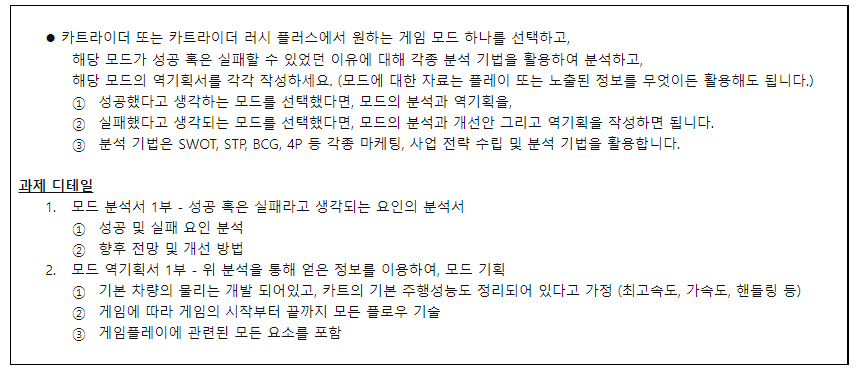 ● 카트라이더 또는 카트라이더 러시 플러스에서 원하는 게임 모드 하나를 선택하고,
해당 모드가 성공 혹은 실패할 수 있었던 이유에 대해 각종 분석 기법을 활용하여 분석하고,
해당 모드의 역기획서를 각각 작성하세요. (모드에 대한 자료는 플레이 또는 노출된 정보를 무엇이든 활용해도 됩니다.)
① 성공했다고 생각하는 모드를 선택했다면, 모드의 분석과 역기획을,
② 실패했다고 생각되는 모드를 선택했다면, 모드의 분석과 개선안 그리고 역기획을 작성하면 됩니다.
③ 분석 기법은 SWOT, STP, BCG, 4P 등 각종 마케팅, 사업 전략 수립 및 분석 기법을 활용합니다.
과제 디테일
1. 모드 분석서 1부 - 성공 혹은 실패라고 생각되는 요인의 분석서
① 성공 및 실패 요인 분석
② 향후 전망 및 개선 방법
2. 모드 역기획서 1부 - 위 분석을 통해 얻은 정보를 이용하여, 모드 기획
① 기본 차량의 물리는 개발 되어있고, 카트의 기본 주행성능도 정리되어 있다고 가정 (최고속도, 가속도, 핸들링 등)
② 게임에 따라 게임의 시작부터 끝까지 모든 플로우 기술
③ 게임플레이에 관련된 모든 요소를 포함